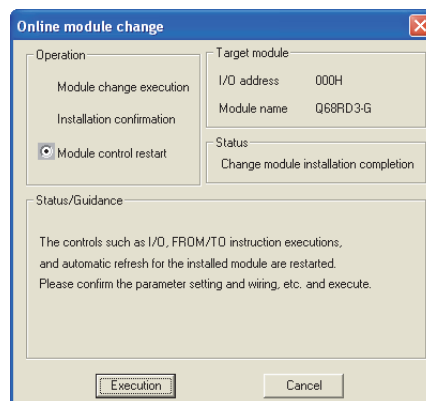 Online module change
Operation
Module change execution
Installation confirmation
Module control restart
Target module
I/O address 000H
Module name Q68RD3-G
Status
Change module installation completion
Status/Guidance
The controls such as I/O, FROM/TO instruction executions,
and automatic refresh for the installed module are restarted.
Please confirm the parameter setting and wiring, etc. and execute.
Execution Cancel